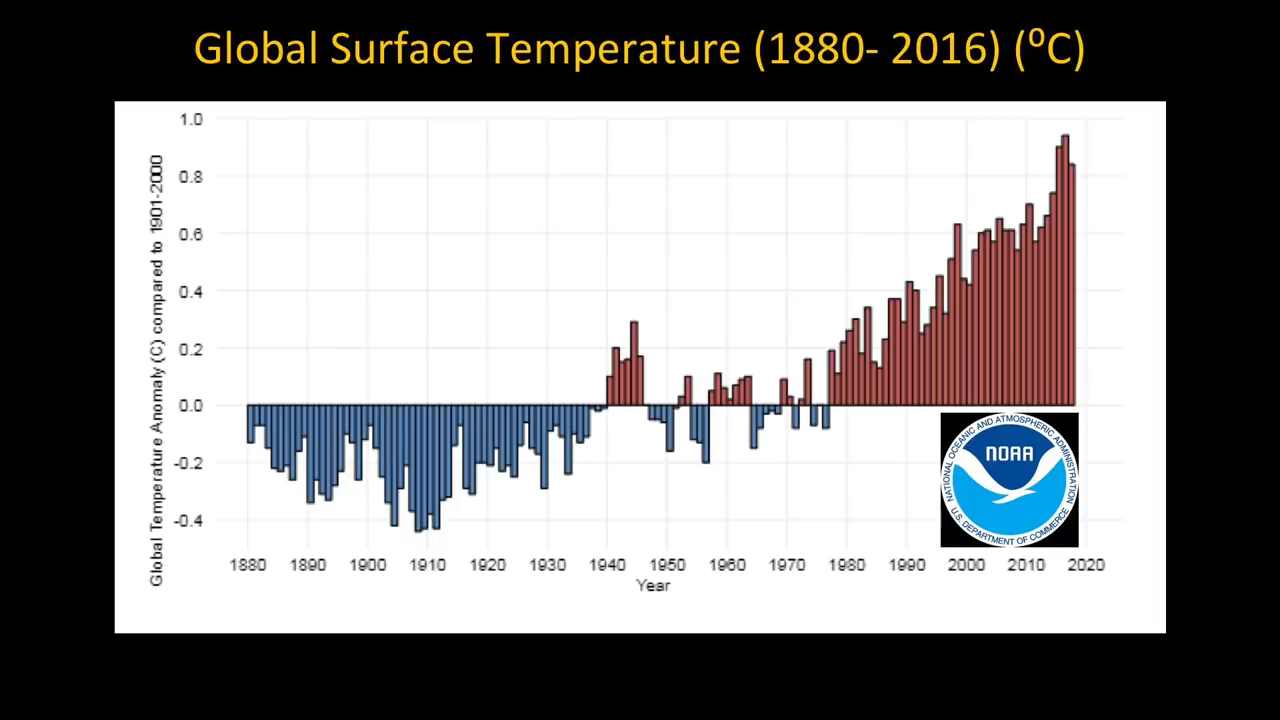 Global Surface Temperature (1880- 2016) (⁰C)
Global Temperature Anomaly (C) compared to 1901-2000
1.0
0.8
0.6
0.4
0.2
0.0
-0.2
-0.4
1880 1890 1900 1910 1920 1930 1940 1950 1960 1970 1980 1990 2000 2010 2020
Year
NATIONAL OCEANIC AND ATMOSPHERIC ADMINISTRATION
NOAA
U.S. DEPARTMENT OF COMMERCE